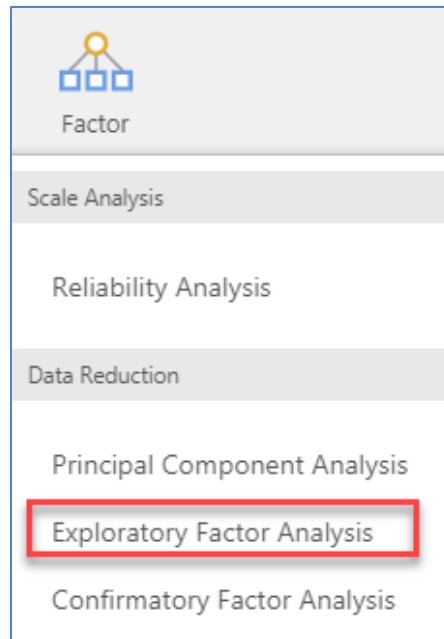 Factor
Scale Analysis
Reliability Analysis
Data Reduction
Principal Component Analysis
Exploratory Factor Analysis
Confirmatory Factor Analysis